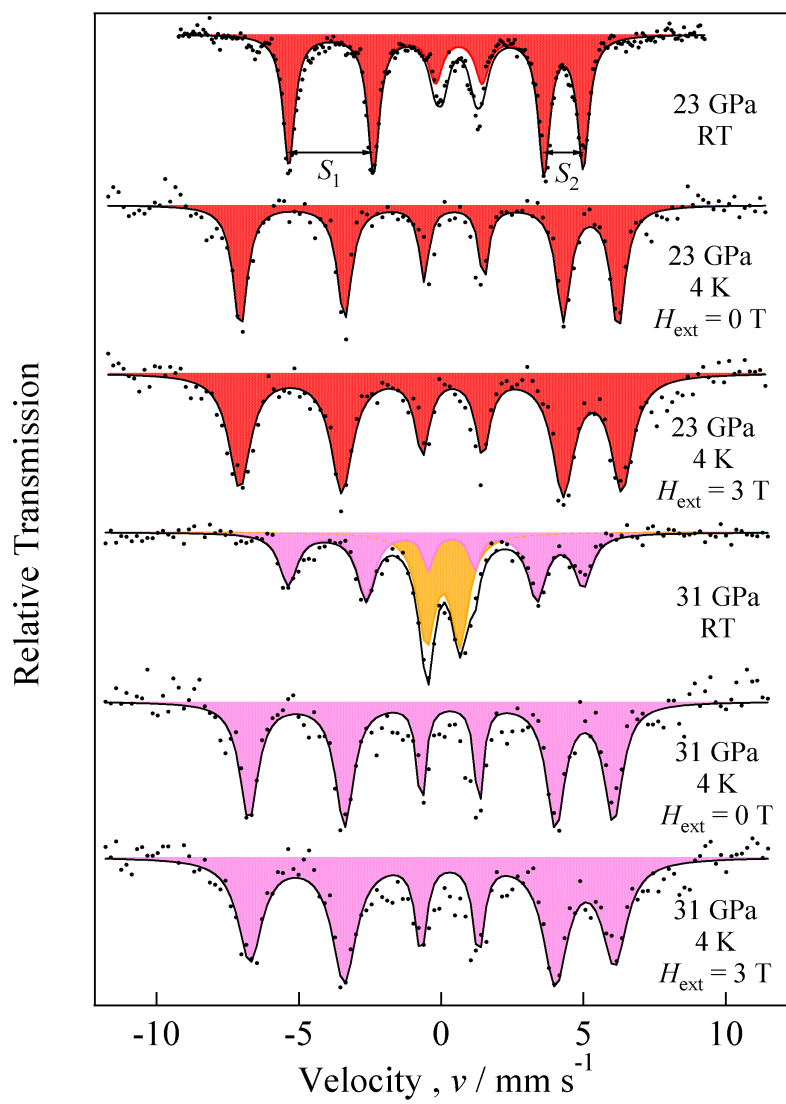 23 GPa
RT
S1
S2
23 GPa
4 K
Hext = 0 T
23 GPa
4 K
Hext = 3 T
31 GPa
RT
31 GPa
4 K
Hext = 0 T
31 GPa
4 K
Hext = 3 T
Relative Transmission
-10 -5 0 5 10
Velocity , v / mm s-1